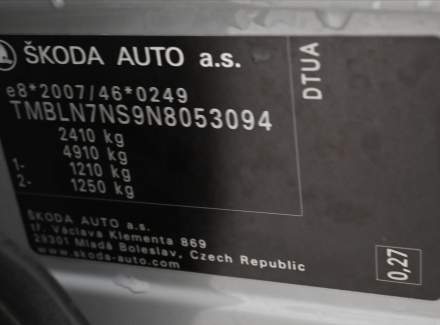 ŠKODA AUTO a.s.
e8*2007/46*0249
TMBLN7NS9N8053094
2410 kg
4910 kg
1- 1210 kg
2- 1250 kg
DTUA
ŠKODA AUTO a.s.
tř. Václava Klementa 869
29301 Mladá Boleslav, Czech Republic
www.skoda-auto.com
0,27